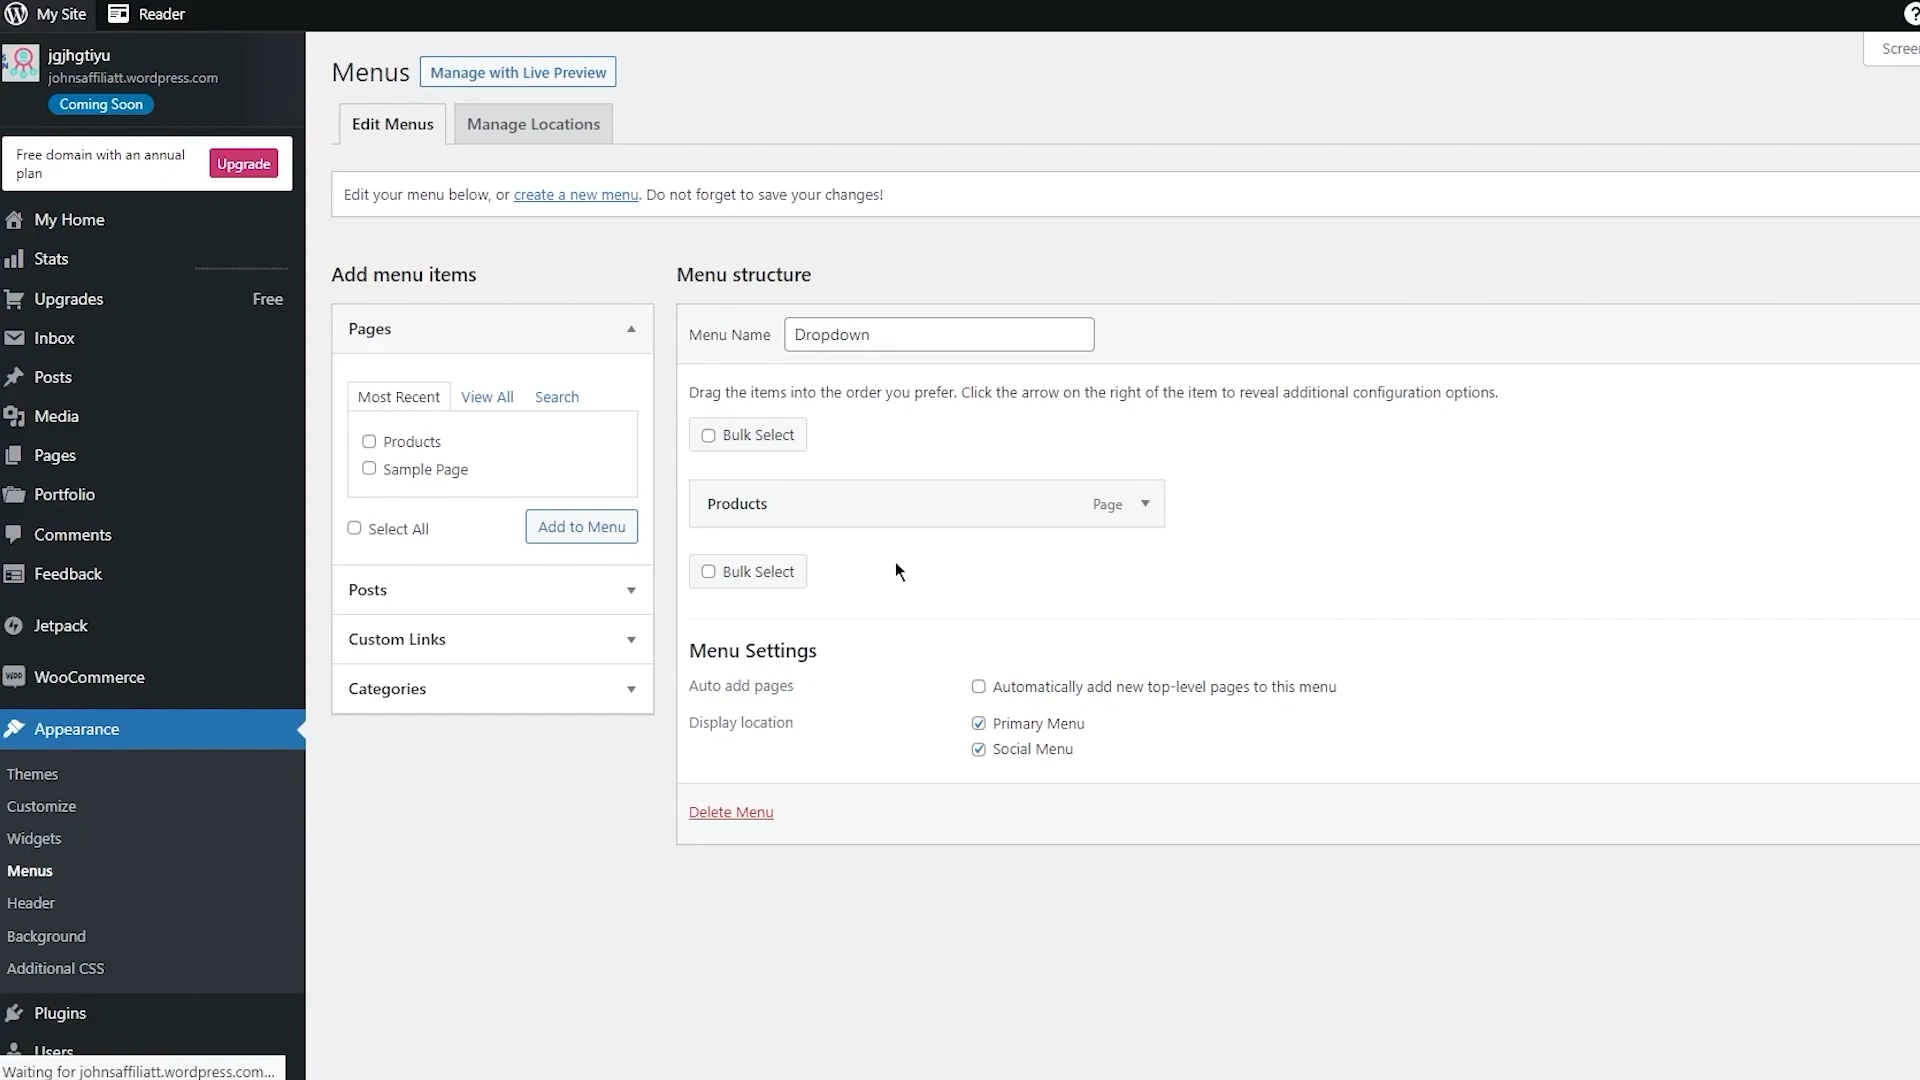 My Site
Reader
jgjhgtiyu
johnsaffiliatt.wordpress.com
Coming Soon
Free domain with an annual
plan
Upgrade
My Home
Stats
Upgrades Free
Inbox
Posts
Media
Pages
Portfolio
Comments
Feedback
Jetpack
WooCommerce
Appearance
Themes
Customize
Widgets
Menus
Header
Background
Additional CSS
Plugins
Users
Waiting for johnsaffiliatt.wordpress.com...
Scree
Menus
Manage with Live Preview
Edit Menus
Manage Locations
Edit your menu below, or create a new menu. Do not forget to save your changes!
Add menu items
Pages
Most Recent
View All
Search
Products
Sample Page
Select All
Add to Menu
Posts
Custom Links
Categories
Menu structure
Menu Name Dropdown
Drag the items into the order you prefer. Click the arrow on the right of the item to reveal additional configuration options.
Bulk Select
Products Page
Bulk Select
Menu Settings
Auto add pages Automatically add new top-level pages to this menu
Display location Primary Menu
Social Menu
Delete Menu